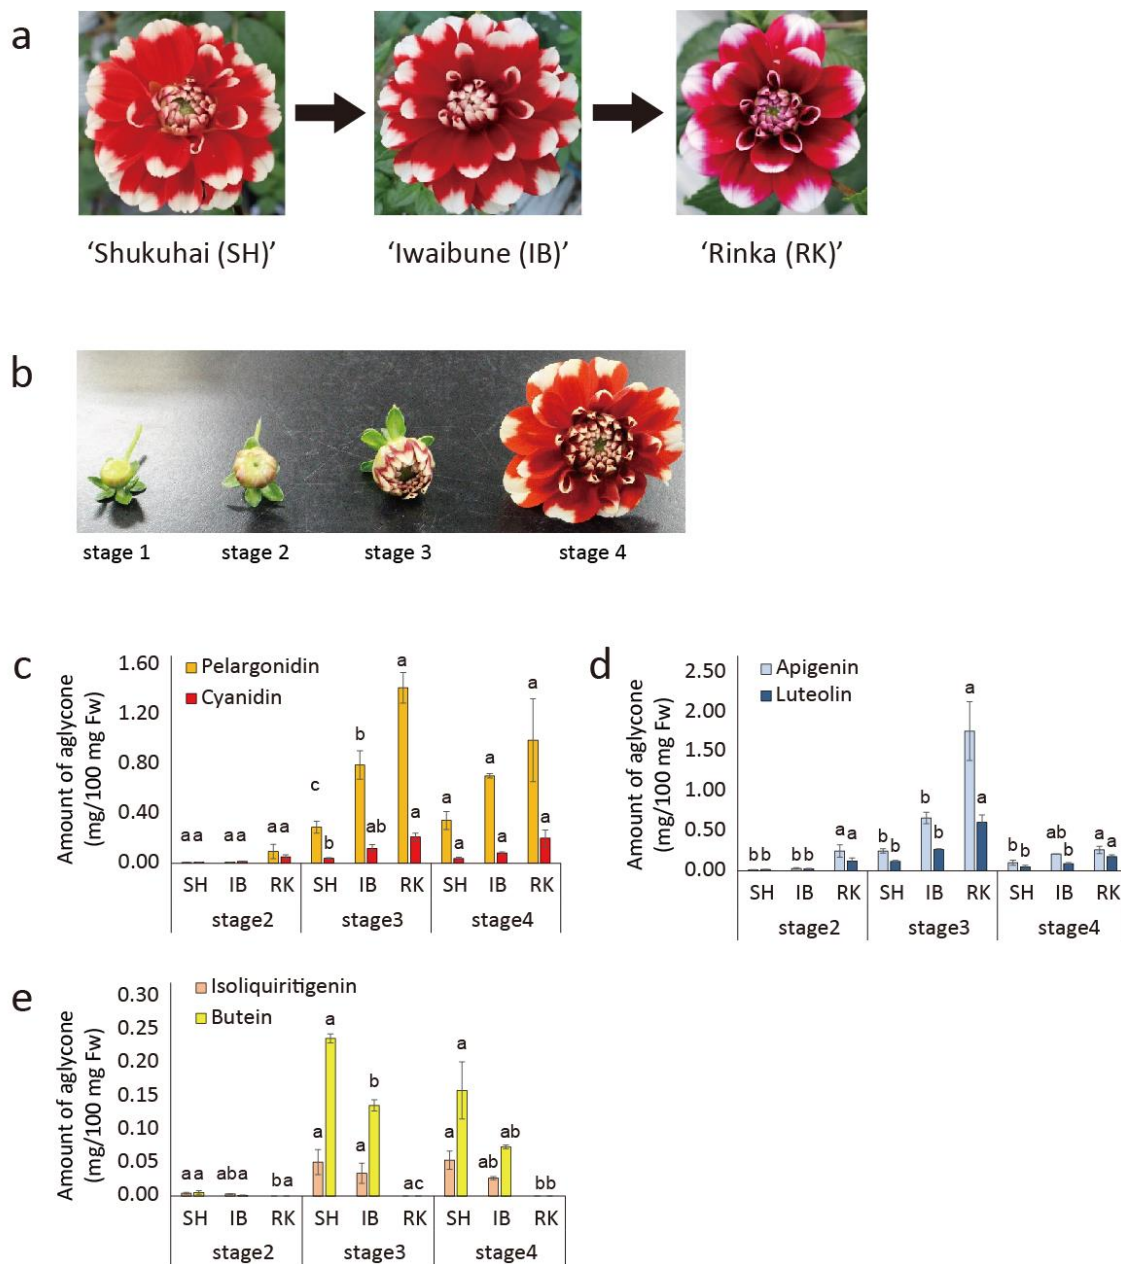 a
‘Shukuhai (SH)’ ‘Iwaibune (IB)’ ‘Rinka (RK)’
b
stage 1 stage 2 stage 3 stage 4
c
Amount of aglycone
(mg/100 mg Fw)
1.60
1.20
0.80
0.40
0.00
Pelargonidin
Cyanidin
a a a a a a c b b ab a a a a a a a a
SH IB RK SH IB RK SH IB RK
stage2 stage3 stage4
d
Amount of aglycone
(mg/100 mg Fw)
2.50
2.00
1.50
1.00
0.50
0.00
Apigenin
Luteolin
b b b b a a b b b b a a b b ab b a a
SH IB RK SH IB RK SH IB RK
stage2 stage3 stage4
e
Amount of aglycone
(mg/100 mg Fw)
0.30
0.25
0.20
0.15
0.10
0.05
0.00
Isoliquiritigenin
Butein
a a ab a b a a a a b a c a a ab ab b b
SH IB RK SH IB RK SH IB RK
stage2 stage3 stage4